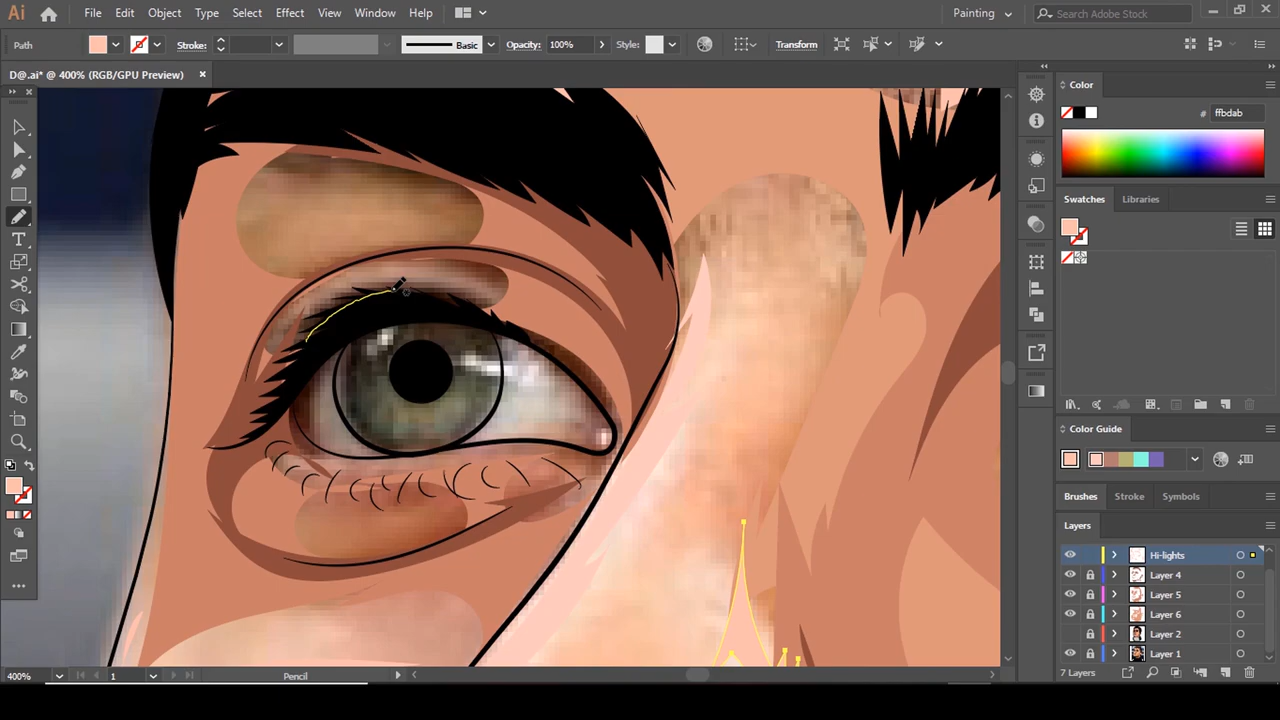 Ai File Edit Object Type Select Effect View Window Help Painting Search Adobe Stock
Path Stroke: Basic Opacity: 100% Style: Transform
D@.ai* @ 400% (RGB/GPU Preview)
Color
# ffbdab
Swatches Libraries
Color Guide
Brushes Stroke Symbols
Layers
Hi-lights
Layer 4
Layer 5
Layer 6
Layer 2
Layer 1
400% 1 Pencil 7 Layers